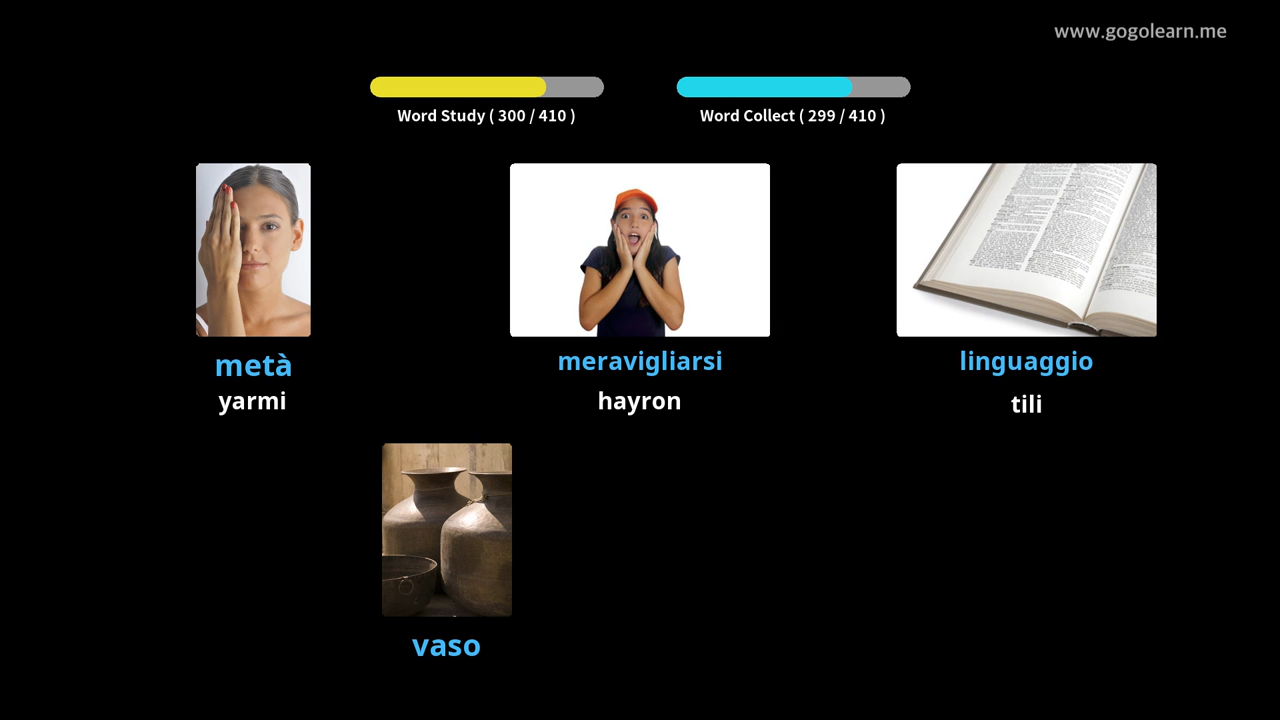 www.gogolearn.me
Word Study ( 300 / 410 )
Word Collect ( 299 / 410 )
metà
yarmi
meravigliarsi
hayron
linguaggio
tili
vaso